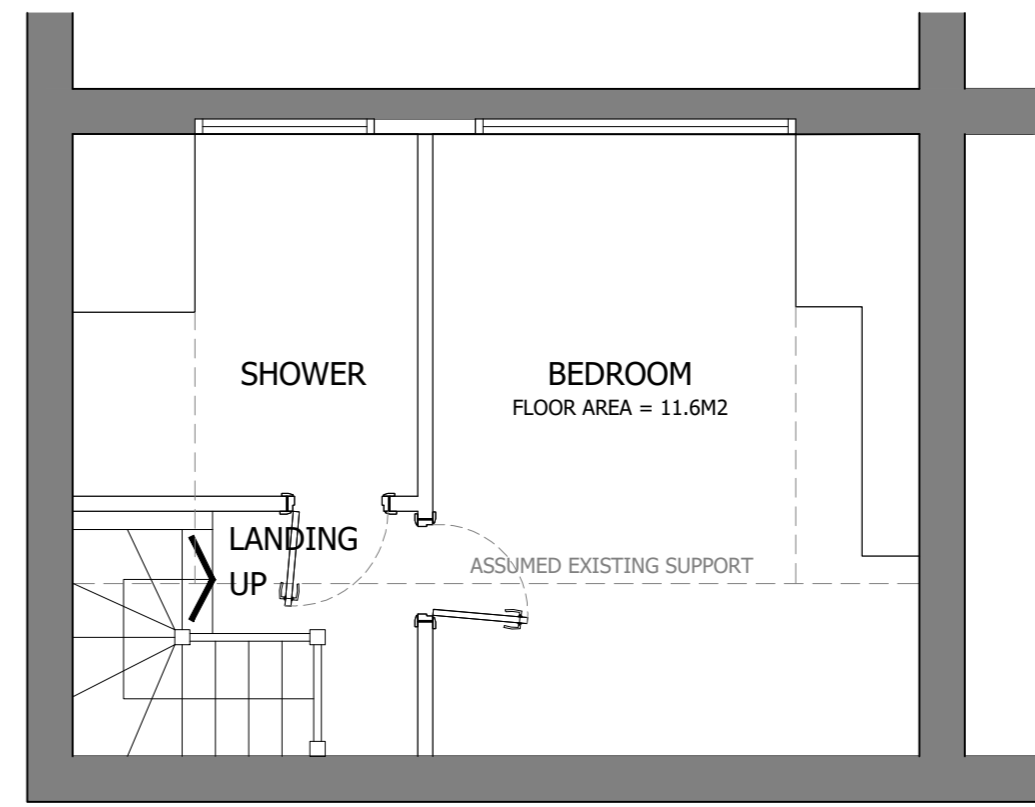 SHOWER
BEDROOM
FLOOR AREA = 11.6M2
LANDING
UP
ASSUMED EXISTING SUPPORT